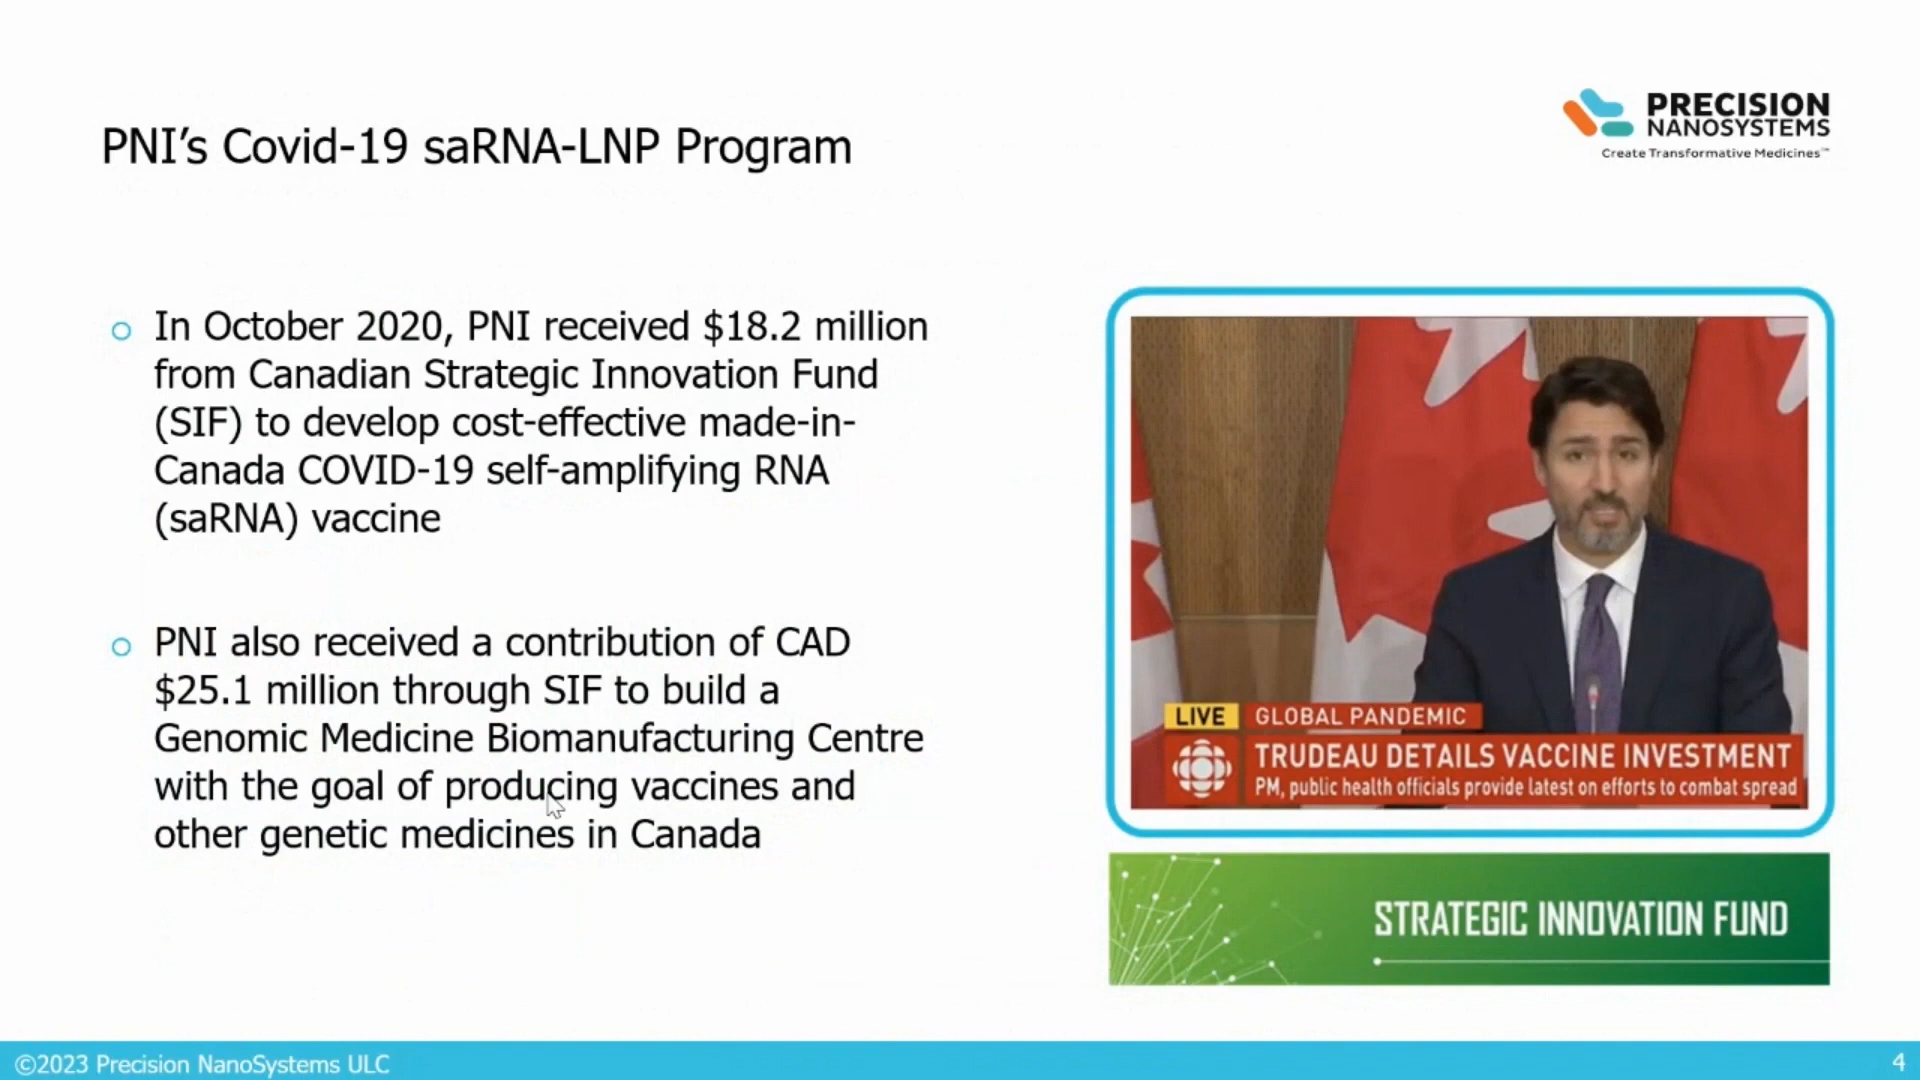 PRECISION
NANOSYSTEMS
Create Transformative Medicines™
PNI's Covid-19 saRNA-LNP Program
In October 2020, PNI received $18.2 million
from Canadian Strategic Innovation Fund
(SIF) to develop cost-effective made-in-
Canada COVID-19 self-amplifying RNA
(saRNA) vaccine
PNI also received a contribution of CAD
$25.1 million through SIF to build a
Genomic Medicine Biomanufacturing Centre
with the goal of producing vaccines and
other genetic medicines in Canada
LIVE GLOBAL PANDEMIC
TRUDEAU DETAILS VACCINE INVESTMENT
PM, public health officials provide latest on efforts to combat spread
STRATEGIC INNOVATION FUND
©2023 Precision NanoSystems ULC
4